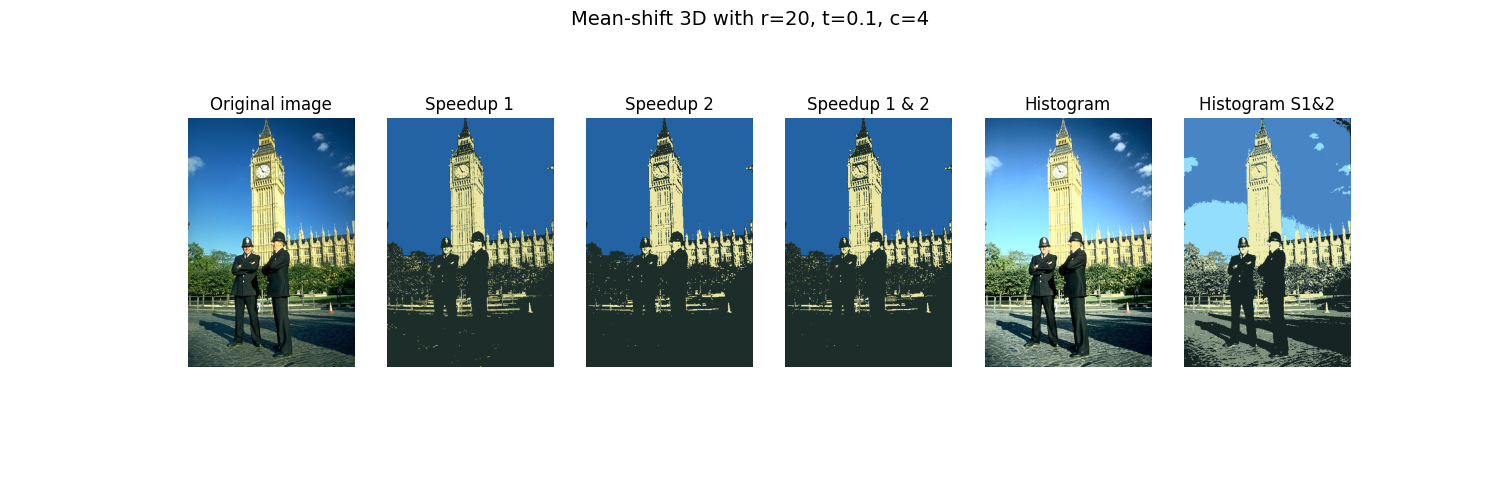 Mean-shift 3D with r=20, t=0.1, c=4
Original image
Speedup 1
Speedup 2
Speedup 1 & 2
Histogram
Histogram S1&2